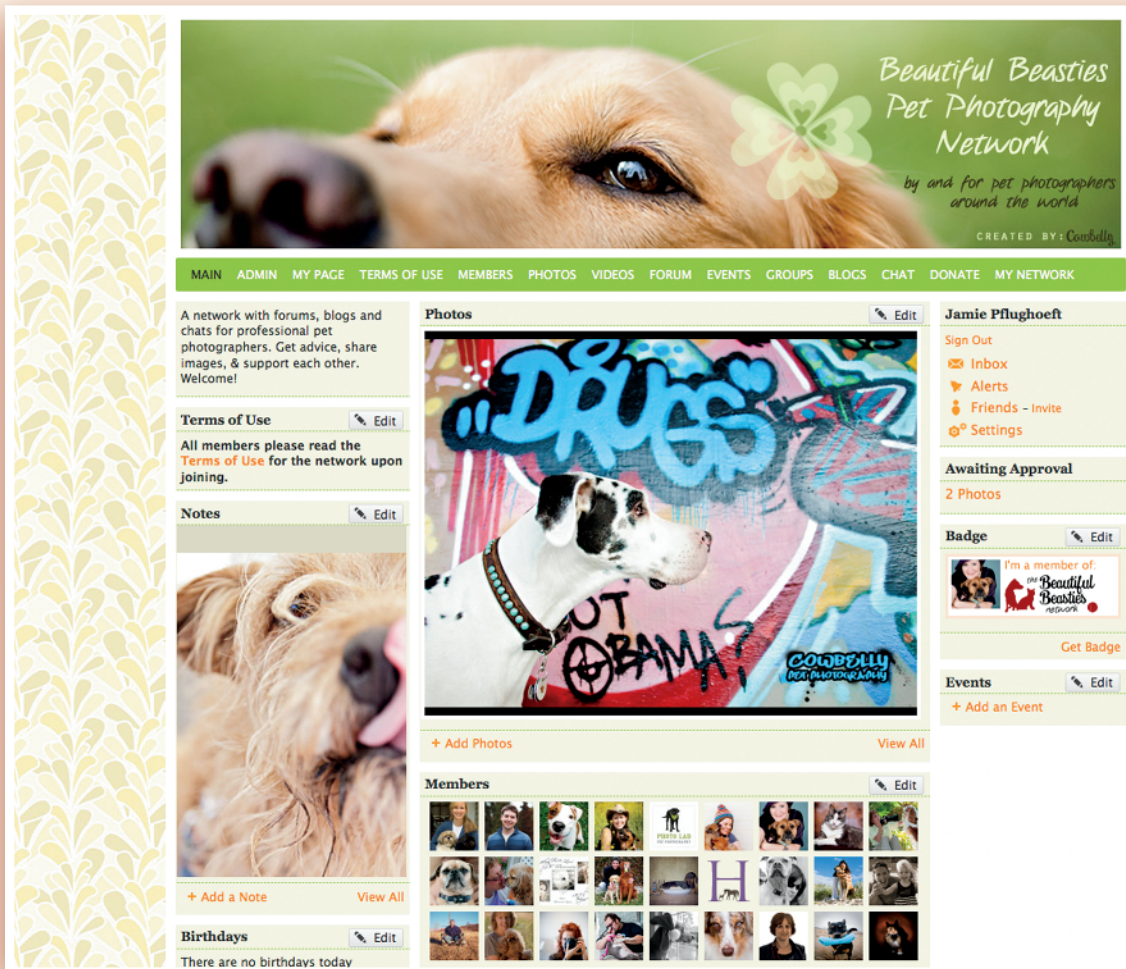 Beautiful Beasties
Pet Photography
Network
by and for pet photographers
around the world
CREATED BY: Cowbelly
MAIN ADMIN MY PAGE TERMS OF USE MEMBERS PHOTOS VIDEOS FORUM EVENTS GROUPS BLOGS CHAT DONATE MY NETWORK
A network with forums, blogs and
chats for professional pet
photographers. Get advice, share
images, & support each other.
Welcome!
Terms of Use Edit
All members please read the
Terms of Use for the network upon
joining.
Notes Edit
+ Add a Note View All
Birthdays Edit
There are no birthdays today
Photos Edit
"DRUGS"
OT
OBAMA?
COWBELLY
PET PHOTOGRAPHY
+ Add Photos View All
Members Edit
PHOTO LAB
H
Jamie Pflughoeft
Sign Out
Inbox
Alerts
Friends - Invite
Settings
Awaiting Approval
2 Photos
Badge Edit
I'm a member of:
the Beautiful
Beasties
network
Get Badge
Events Edit
+ Add an Event